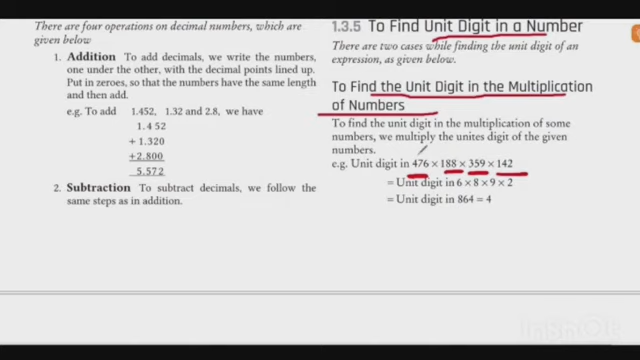 There are four operations on decimal numbers, which are
given below
1. Addition To add decimals, we write the numbers,
one under the other, with the decimal points lined up.
Put in zeroes, so that the numbers have the same length
and then add.
e.g. To add 1.452, 1.32 and 2.8, we have
1.4 52
+ 1.320
+ 2.800
5.572
2. Subtraction To subtract decimals, we follow the
same steps as in addition.
1.3.5 To Find Unit Digit in a Number
There are two cases while finding the unit digit of an
expression, as given below.
To Find the Unit Digit in the Multiplication
of Numbers
To find the unit digit in the multiplication of some
numbers, we multiply the unites digit of the given
numbers.
e.g. Unit digit in 476 × 188 × 359 × 142
= Unit digit in 6 × 8 × 9 × 2
= Unit digit in 864 = 4